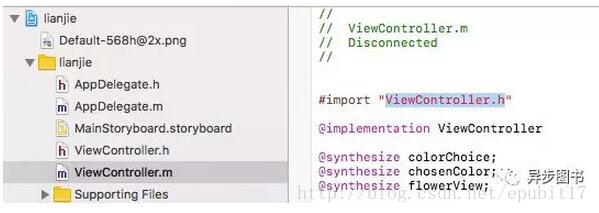 lianjie
Default-568h@2x.png
lianjie
h AppDelegate.h
m AppDelegate.m
MainStoryboard.storyboard
h ViewController.h
m ViewController.m
Supporting Files
//
// ViewController.m
// Disconnected
//
#import "ViewController.h"
@implementation ViewController
@synthesize colorChoice;
@synthesize chosenColor;
@synthesize flowerView;
异步图书
http://blog.csdn.net/epubit17